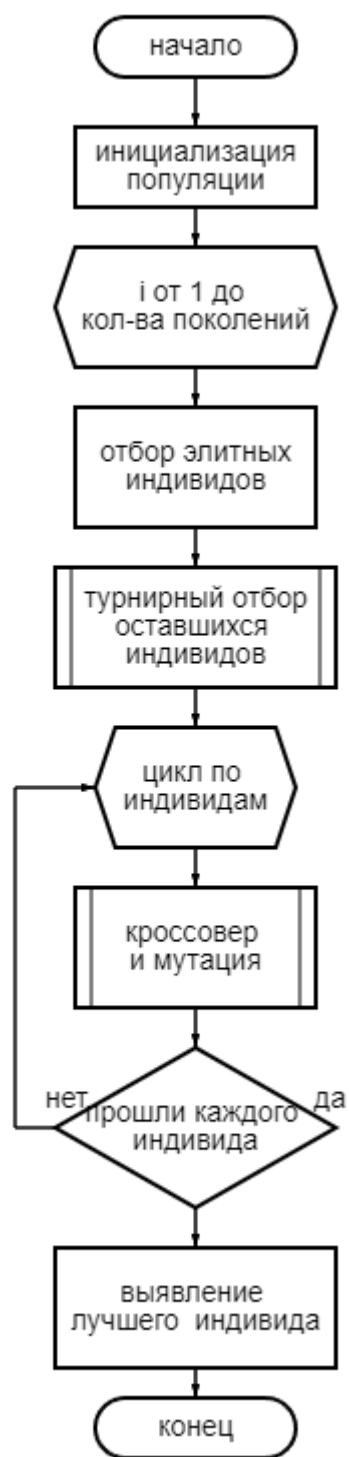 начало
инициализация
популяции
i от 1 до
кол-ва поколений
отбор элитных
индивидов
турнирный отбор
оставшихся
индивидов
цикл по
индивидам
кроссовер
и мутация
нет
прошли каждого
да
индивида
выявление
лучшего индивида
конец